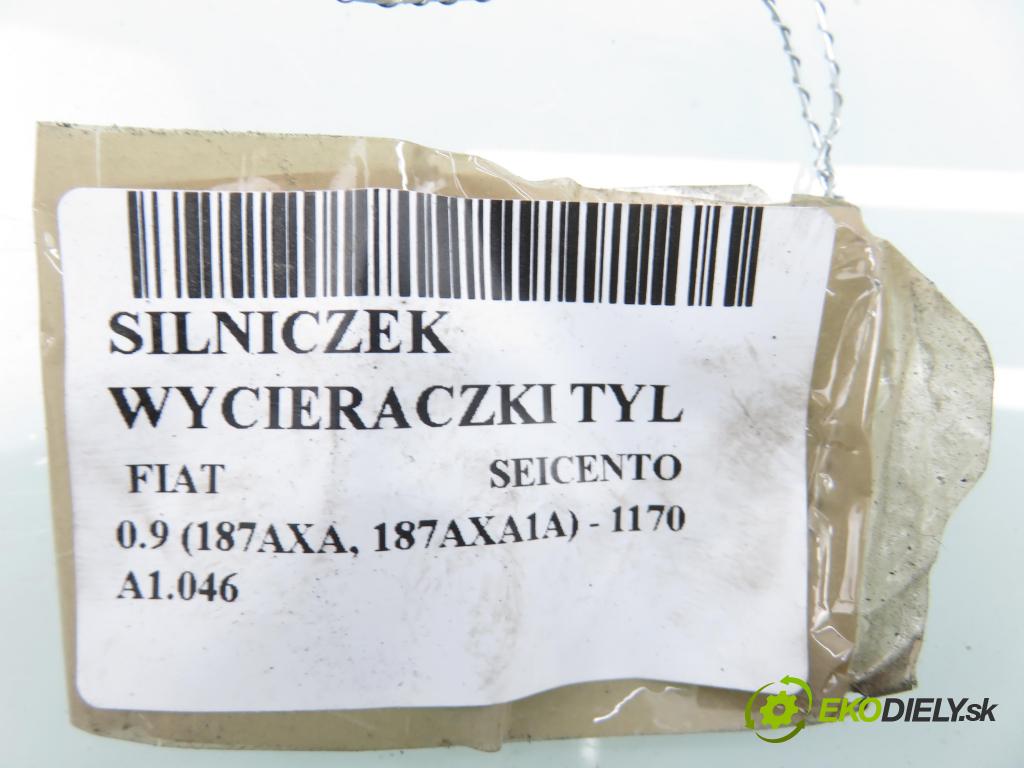 SILNICZEK
WYCIERACZKI TYL
FIAT SEICENTO
0.9 (187AXA, 187AXA1A) - 1170
A1.046
EKODIELY.sk